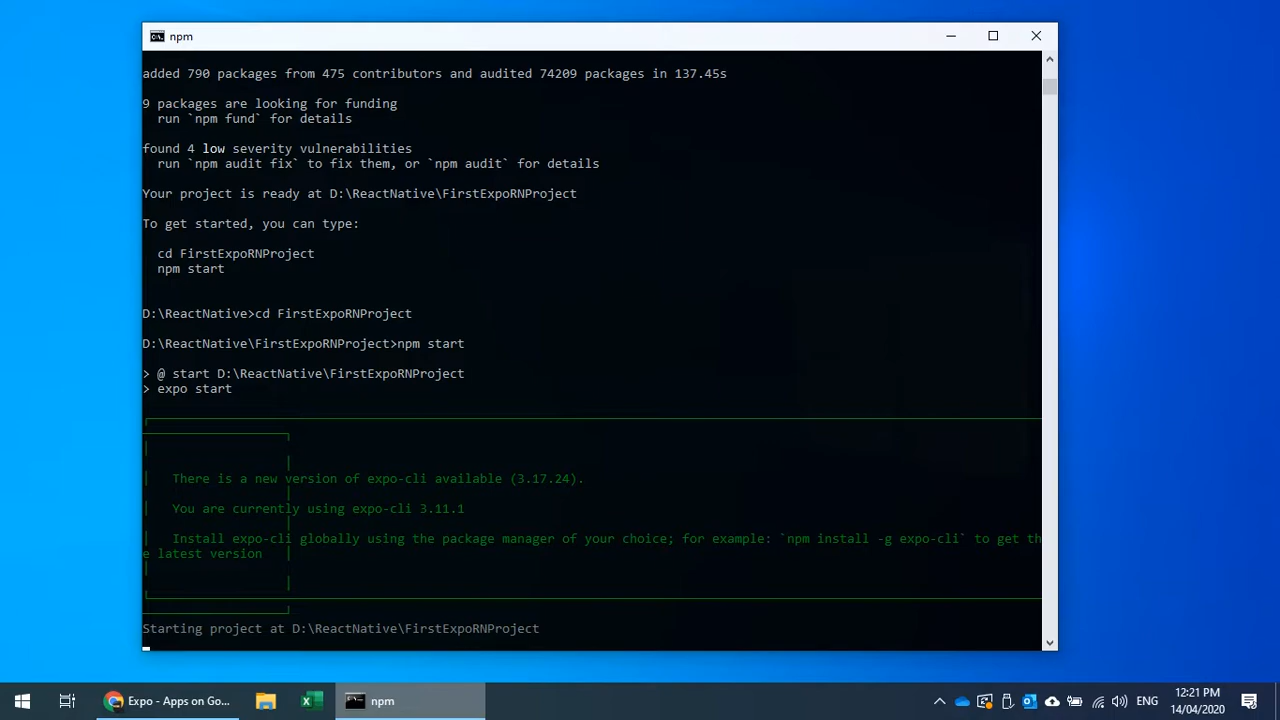 npm
added 790 packages from 475 contributors and audited 74209 packages in 137.45s
9 packages are looking for funding
run `npm fund` for details
found 4 low severity vulnerabilities
run `npm audit fix` to fix them, or `npm audit` for details
Your project is ready at D:\ReactNative\FirstExpoRNProject
To get started, you can type:
cd FirstExpoRNProject
npm start
D:\ReactNative>cd FirstExpoRNProject
D:\ReactNative\FirstExpoRNProject>npm start
> @ start D:\ReactNative\FirstExpoRNProject
> expo start
There is a new version of expo-cli available (3.17.24).
You are currently using expo-cli 3.11.1
Install expo-cli globally using the package manager of your choice; for example: `npm install -g expo-cli` to get th
e latest version
Starting project at D:\ReactNative\FirstExpoRNProject
Expo - Apps on Go...
npm
ENG
12:21 PM
14/04/2020